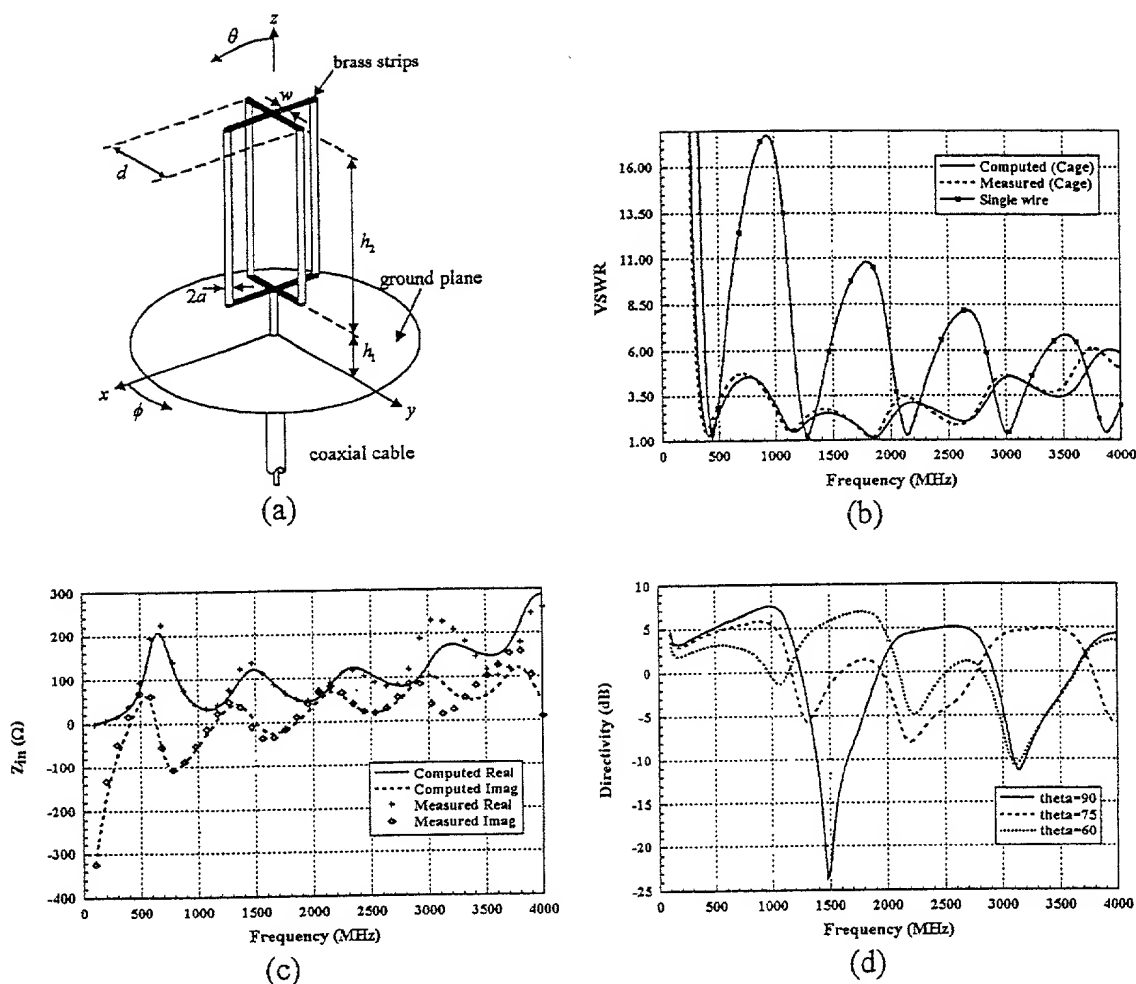 z
θ
brass strips
w
d
h₂
2a
ground plane
h₁
x
ϕ
y
coaxial cable
(a)
16.00
13.50
11.00
8.50
6.00
3.50
1.00
VSWR
Computed (Cage)
Measured (Cage)
Single wire
0 500 1000 1500 2000 2500 3000 3500 4000
Frequency (MHz)
(b)
300
200
100
0
-100
-200
-300
-400
Zin (Ω)
Computed Real
Computed Imag
Measured Real
Measured Imag
0 500 1000 1500 2000 2500 3000 3500 4000
Frequency (MHz)
(c)
10
5
0
-5
-10
-15
-20
-25
Directivity (dB)
theta=90
theta=75
theta=60
0 500 1000 1500 2000 2500 3000 3500 4000
Frequency (MHz)
(d)